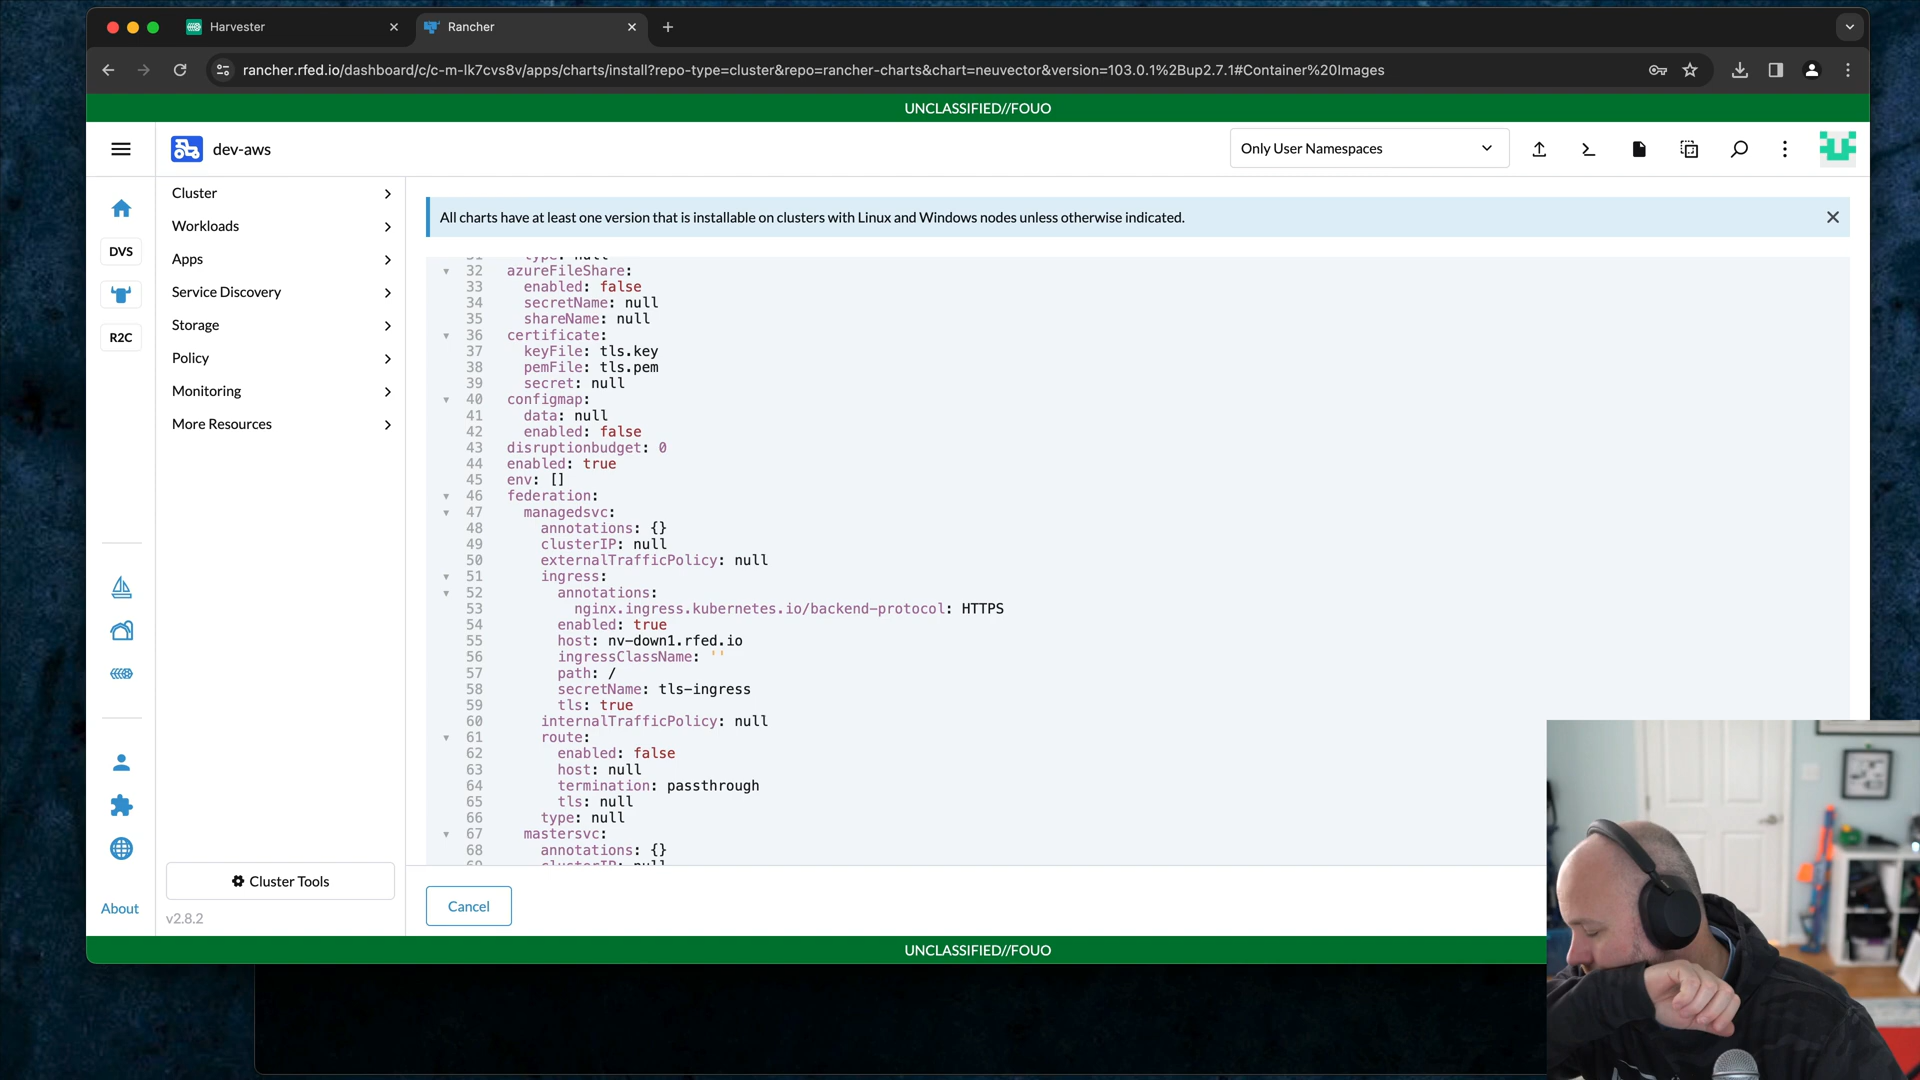 Harvester
Rancher
rancher.rfed.io/dashboard/c/c-m-lk7cvs8v/apps/charts/install?repo-type=cluster&repo=rancher-charts&chart=neuvector&version=103.0.1%2Bup2.7.1#Container%20Images
UNCLASSIFIED//FOUO
dev-aws
Only User Namespaces
DVS
R2C
About
Cluster
Workloads
Apps
Service Discovery
Storage
Policy
Monitoring
More Resources
Cluster Tools
v2.8.2
All charts have at least one version that is installable on clusters with Linux and Windows nodes unless otherwise indicated.
31 type: null
32 azureFileShare:
33 enabled: false
34 secretName: null
35 shareName: null
36 certificate:
37 keyFile: tls.key
38 pemFile: tls.pem
39 secret: null
40 configmap:
41 data: null
42 enabled: false
43 disruptionbudget: 0
44 enabled: true
45 env: []
46 federation:
47 managedsvc:
48 annotations: {}
49 clusterIP: null
50 externalTrafficPolicy: null
51 ingress:
52 annotations:
53 nginx.ingress.kubernetes.io/backend-protocol: HTTPS
54 enabled: true
55 host: nv-down1.rfed.io
56 ingressClassName: ''
57 path: /
58 secretName: tls-ingress
59 tls: true
60 internalTrafficPolicy: null
61 route:
62 enabled: false
63 host: null
64 termination: passthrough
65 tls: null
66 type: null
67 mastersvc:
68 annotations: {}
69 clusterIP: null
Cancel
UNCLASSIFIED//FOUO